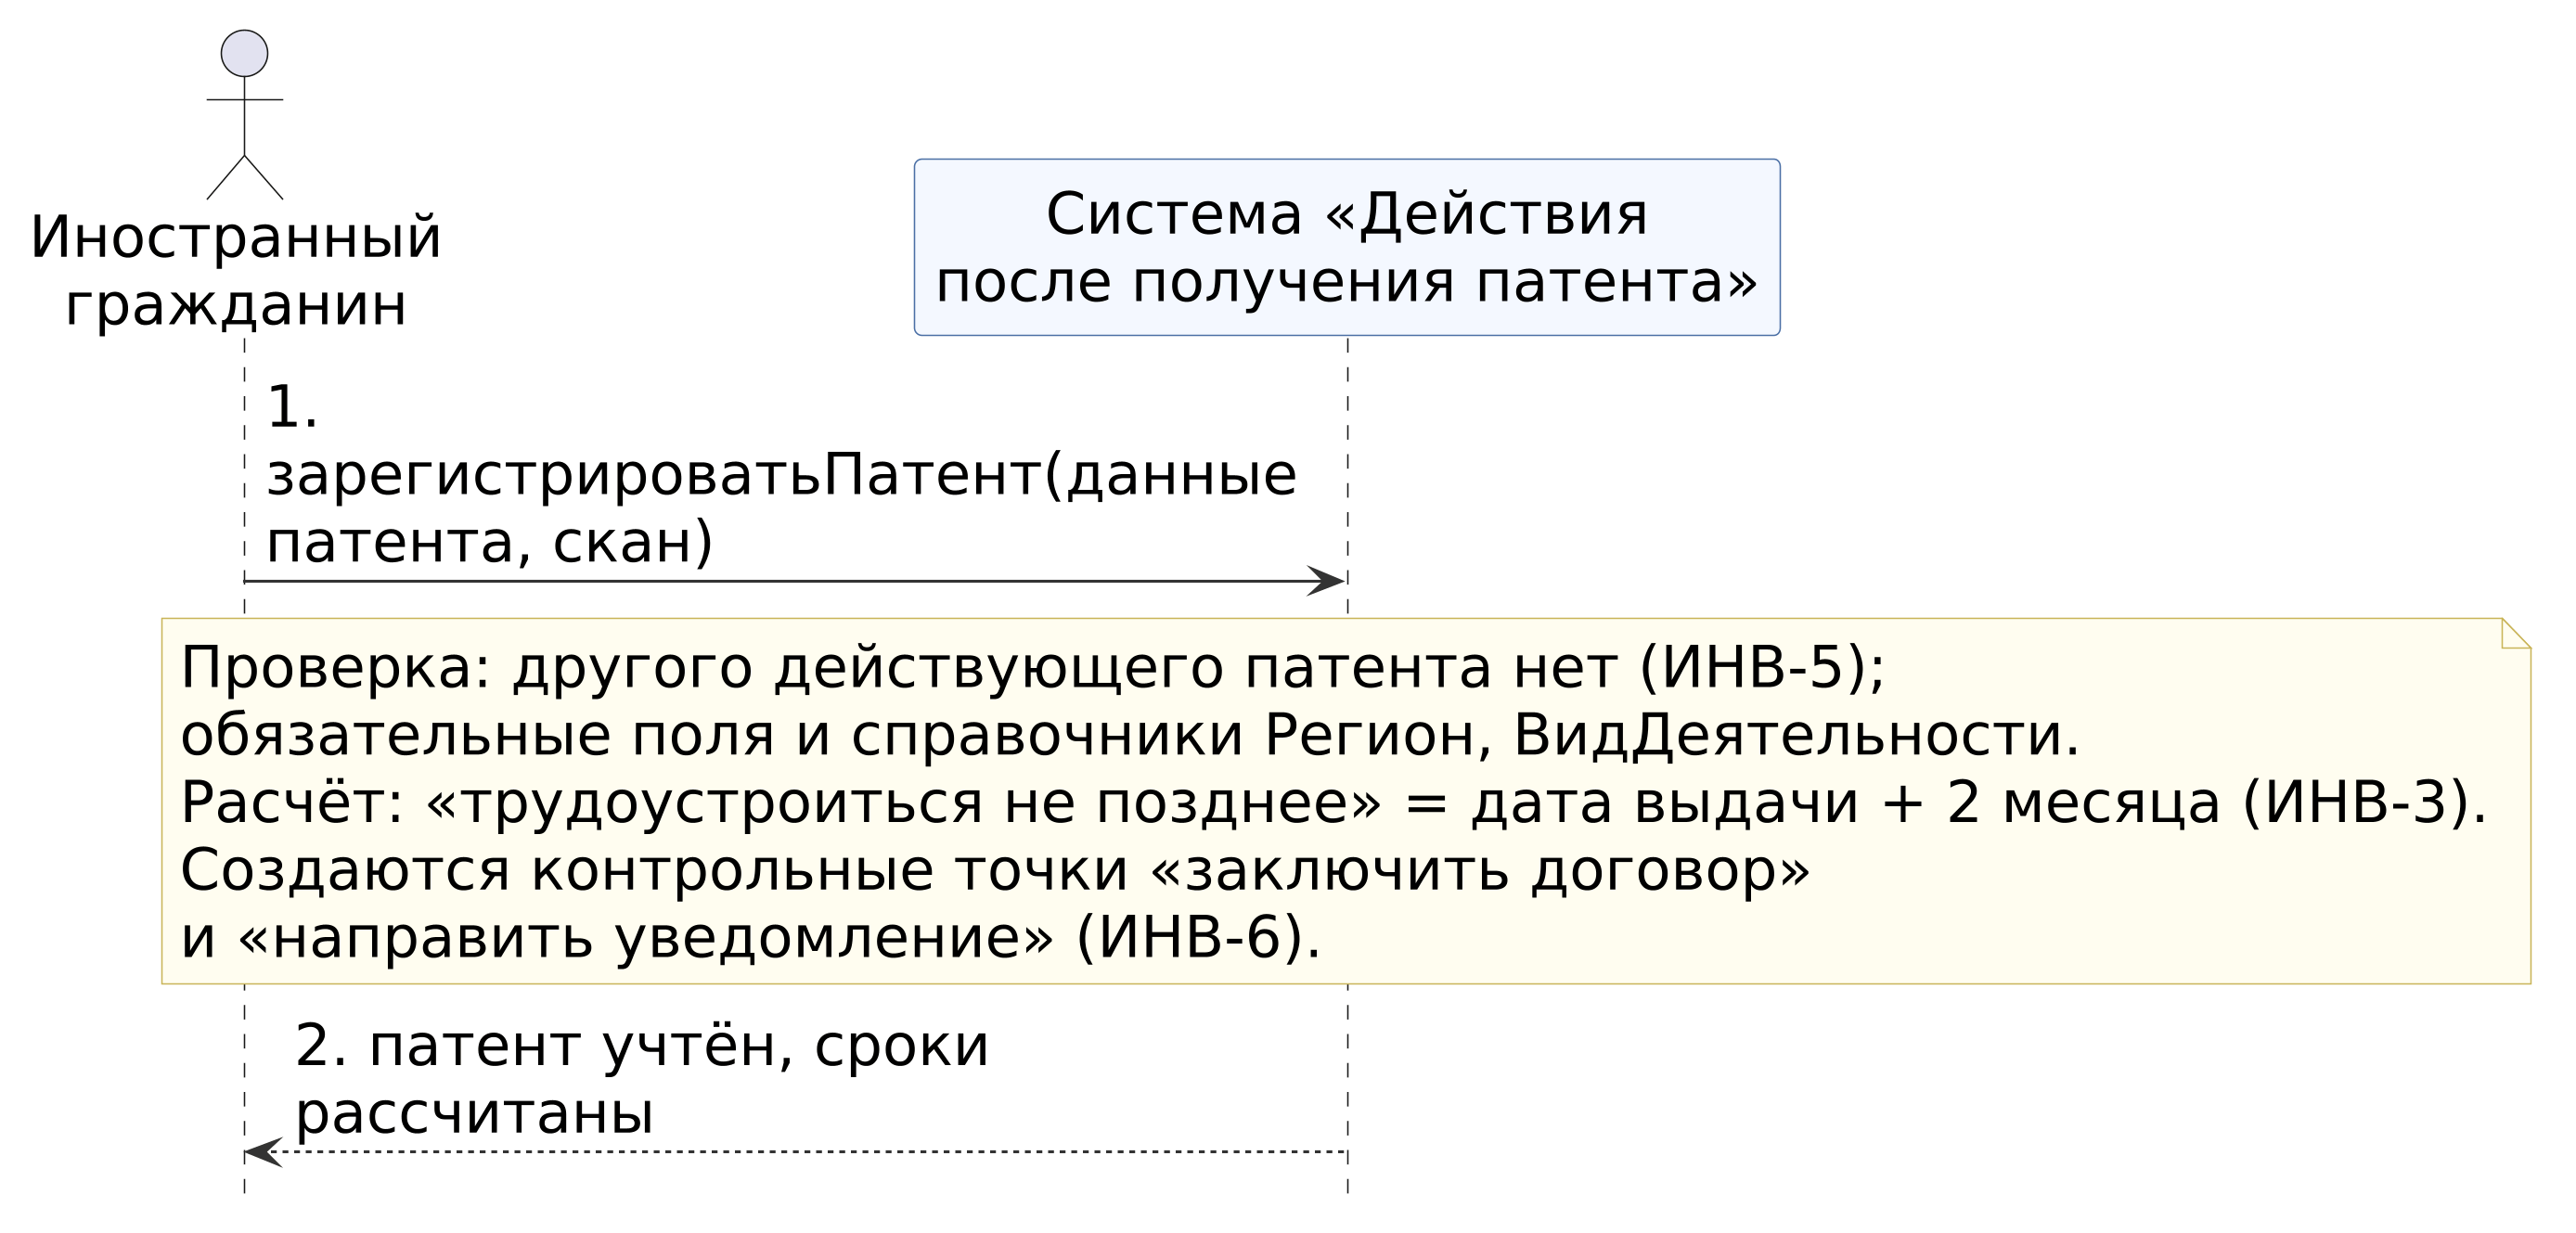 Иностранный
гражданин
Система «Действия
после получения патента»
1.
зарегистрироватьПатент(данные
патента, скан)
Проверка: другого действующего патента нет (ИНВ-5);
обязательные поля и справочники Регион, ВидДеятельности.
Расчёт: «трудоустроиться не позднее» = дата выдачи + 2 месяца (ИНВ-3).
Создаются контрольные точки «заключить договор»
и «направить уведомление» (ИНВ-6).
2. патент учтён, сроки
рассчитаны